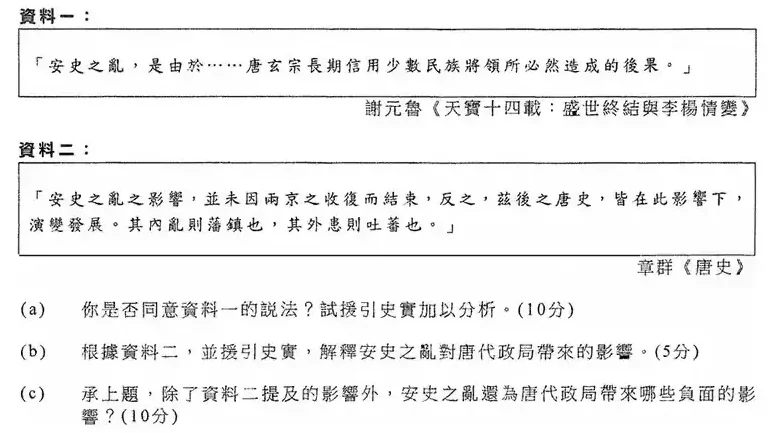 資料一：
「安史之亂，是由於……唐玄宗長期信用少數民族將領所必然造成的後果。」
謝元魯《天寶十四載：盛世終結與李楊情變》
資料二：
「安史之亂之影響，並未因兩京之收復而結束，反之，茲後之唐史，皆在此影響下，
演變發展。其內亂則藩鎮也，其外患則吐蕃也。」
章群《唐史》
(a) 你是否同意資料一的說法？試援引史實加以分析。(10分)
(b) 根據資料二，並援引史實，解釋安史之亂對唐代政局帶來的影響。(5分)
(c) 承上題，除了資料二提及的影響外，安史之亂還為唐代政局帶來哪些負面的影
響？(10分)